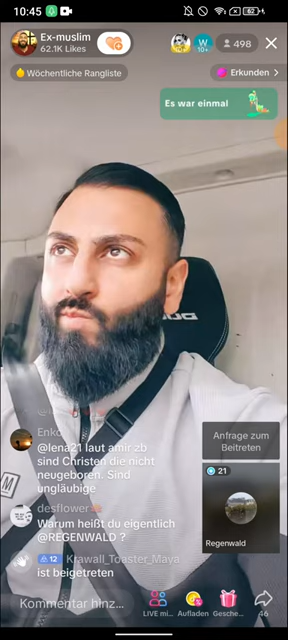 10:45
62
Ex-muslim
62.1K Likes
W
10+
498
Wöchentliche Rangliste
Erkunden >
Es war einmal
Enko
@lena21 laut amir zb
sind Christen die nicht
neugeboren. Sind
ungläubige
desflower
Warum heißt du eigentlich
@REGENWALD ?
12 Krawall_Toaster_Maya
ist beigetreten
M
Anfrage zum
Beitreten
21
Regenwald
Kommentar hinz...
LIVE mi...
Aufladen
Gesche...
46